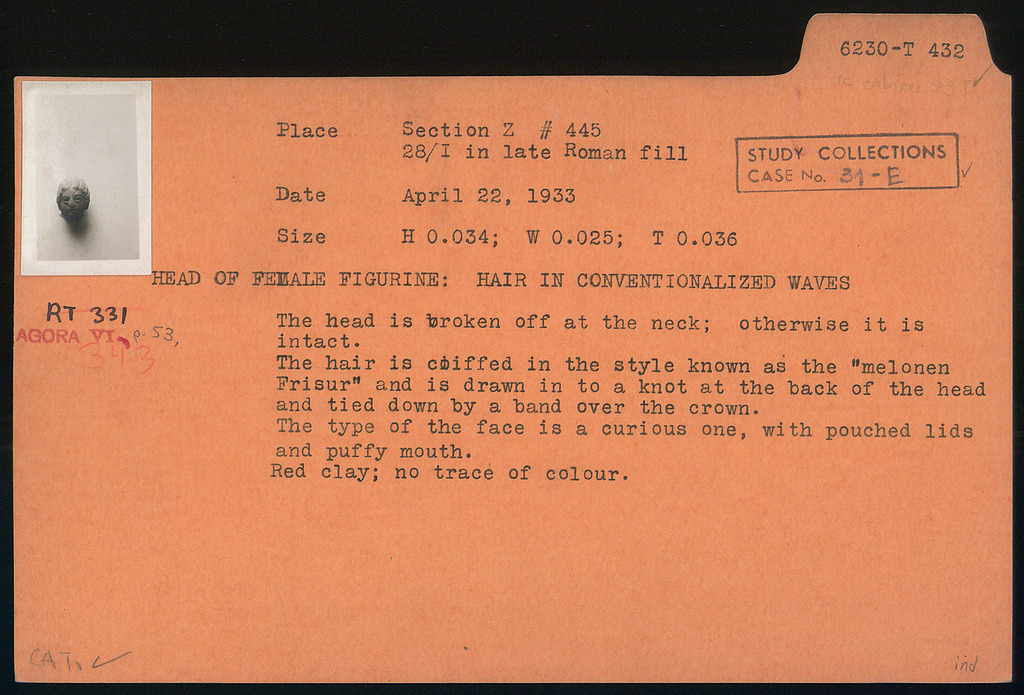 6230-T 432
Place Section Z # 445
28/I in late Roman fill
STUDY COLLECTIONS
CASE No. 31-E
Date April 22, 1933
Size H 0.034; W 0.025; T 0.036
HEAD OF FEMALE FIGURINE: HAIR IN CONVENTIONALIZED WAVES
RT 331
AGORA VI, p. 53,
343
The head is broken off at the neck; otherwise it is
intact.
The hair is coiffed in the style known as the "melonen
Frisur" and is drawn in to a knot at the back of the head
and tied down by a band over the crown.
The type of the face is a curious one, with pouched lids
and puffy mouth.
Red clay; no trace of colour.
CAT.
ind